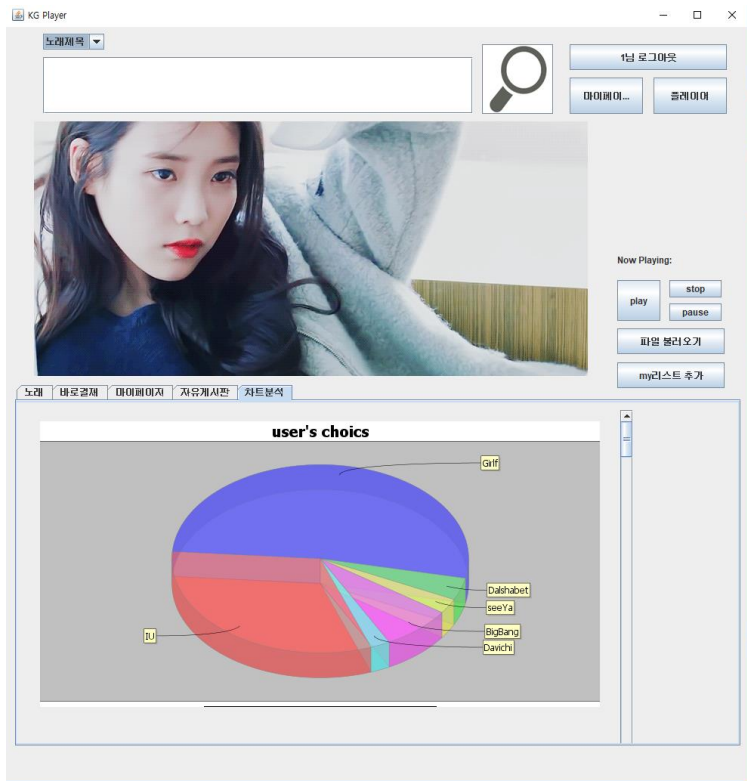 KG Player
노래제목
1님 로그아웃
마이페이...
플레이어
Now Playing:
play
stop
pause
파일 불러오기
my리스트 추가
노래
바로결제
마이페이지
자유게시판
차트분석
user's choics
Girlf
Dalshabet
seeYa
BigBang
Davichi
IU